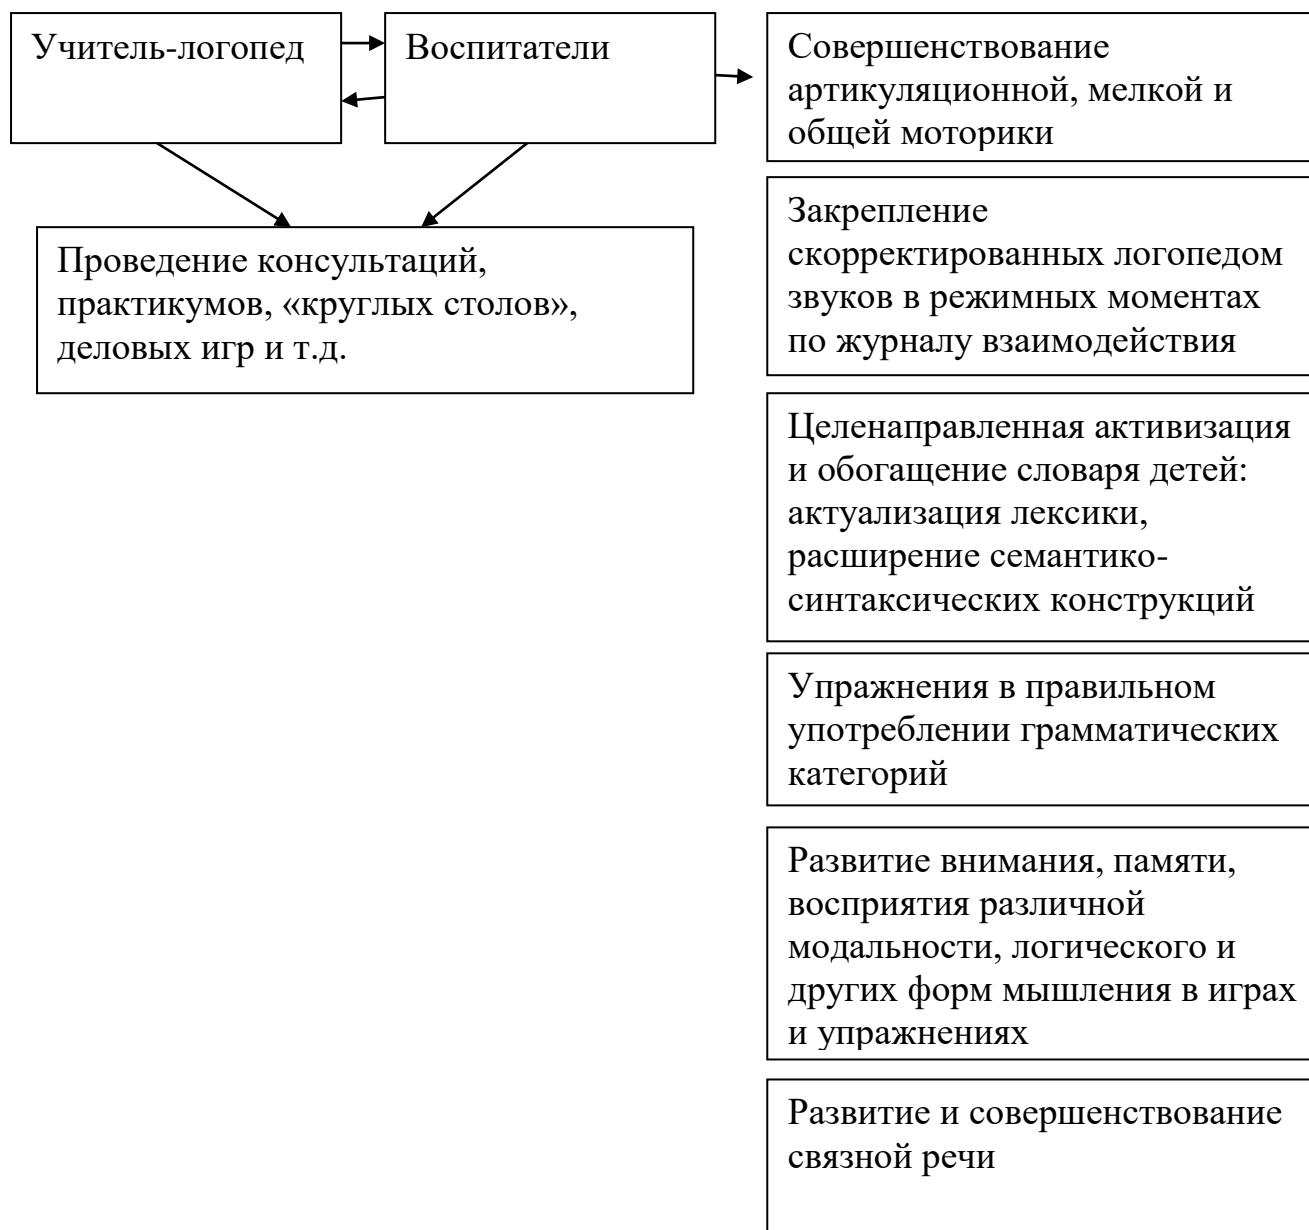 Учитель-логопед
Воспитатели
Проведение консультаций,
практикумов, «круглых столов»,
деловых игр и т.д.
Совершенствование
артикуляционной, мелкой и
общей моторики
Закрепление
скорректированных логопедом
звуков в режимных моментах
по журналу взаимодействия
Целенаправленная активизация
и обогащение словаря детей:
актуализация лексики,
расширение семантико-
синтаксических конструкций
Упражнения в правильном
употреблении грамматических
категорий
Развитие внимания, памяти,
восприятия различной
модальности, логического и
других форм мышления в играх
и упражнениях
Развитие и совершенствование
связной речи